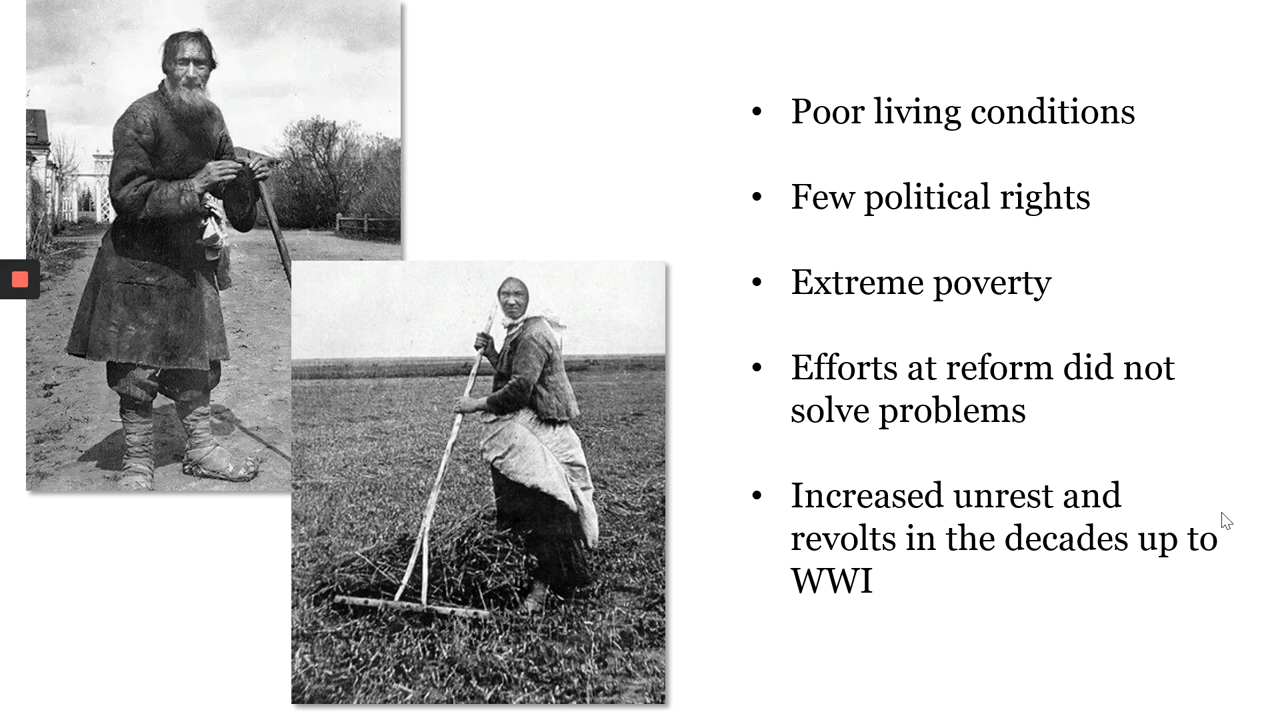 • Poor living conditions
• Few political rights
• Extreme poverty
• Efforts at reform did not
solve problems
• Increased unrest and
revolts in the decades up to
WWI